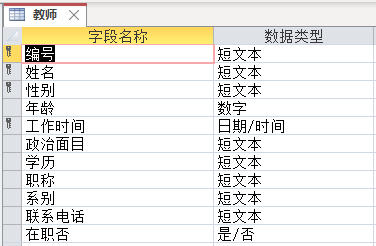 教师
字段名称 数据类型
编号 短文本
姓名 短文本
性别 短文本
年龄 数字
工作时间 日期/时间
政治面目 短文本
学历 短文本
职称 短文本
系别 短文本
联系电话 短文本
在职否 是/否